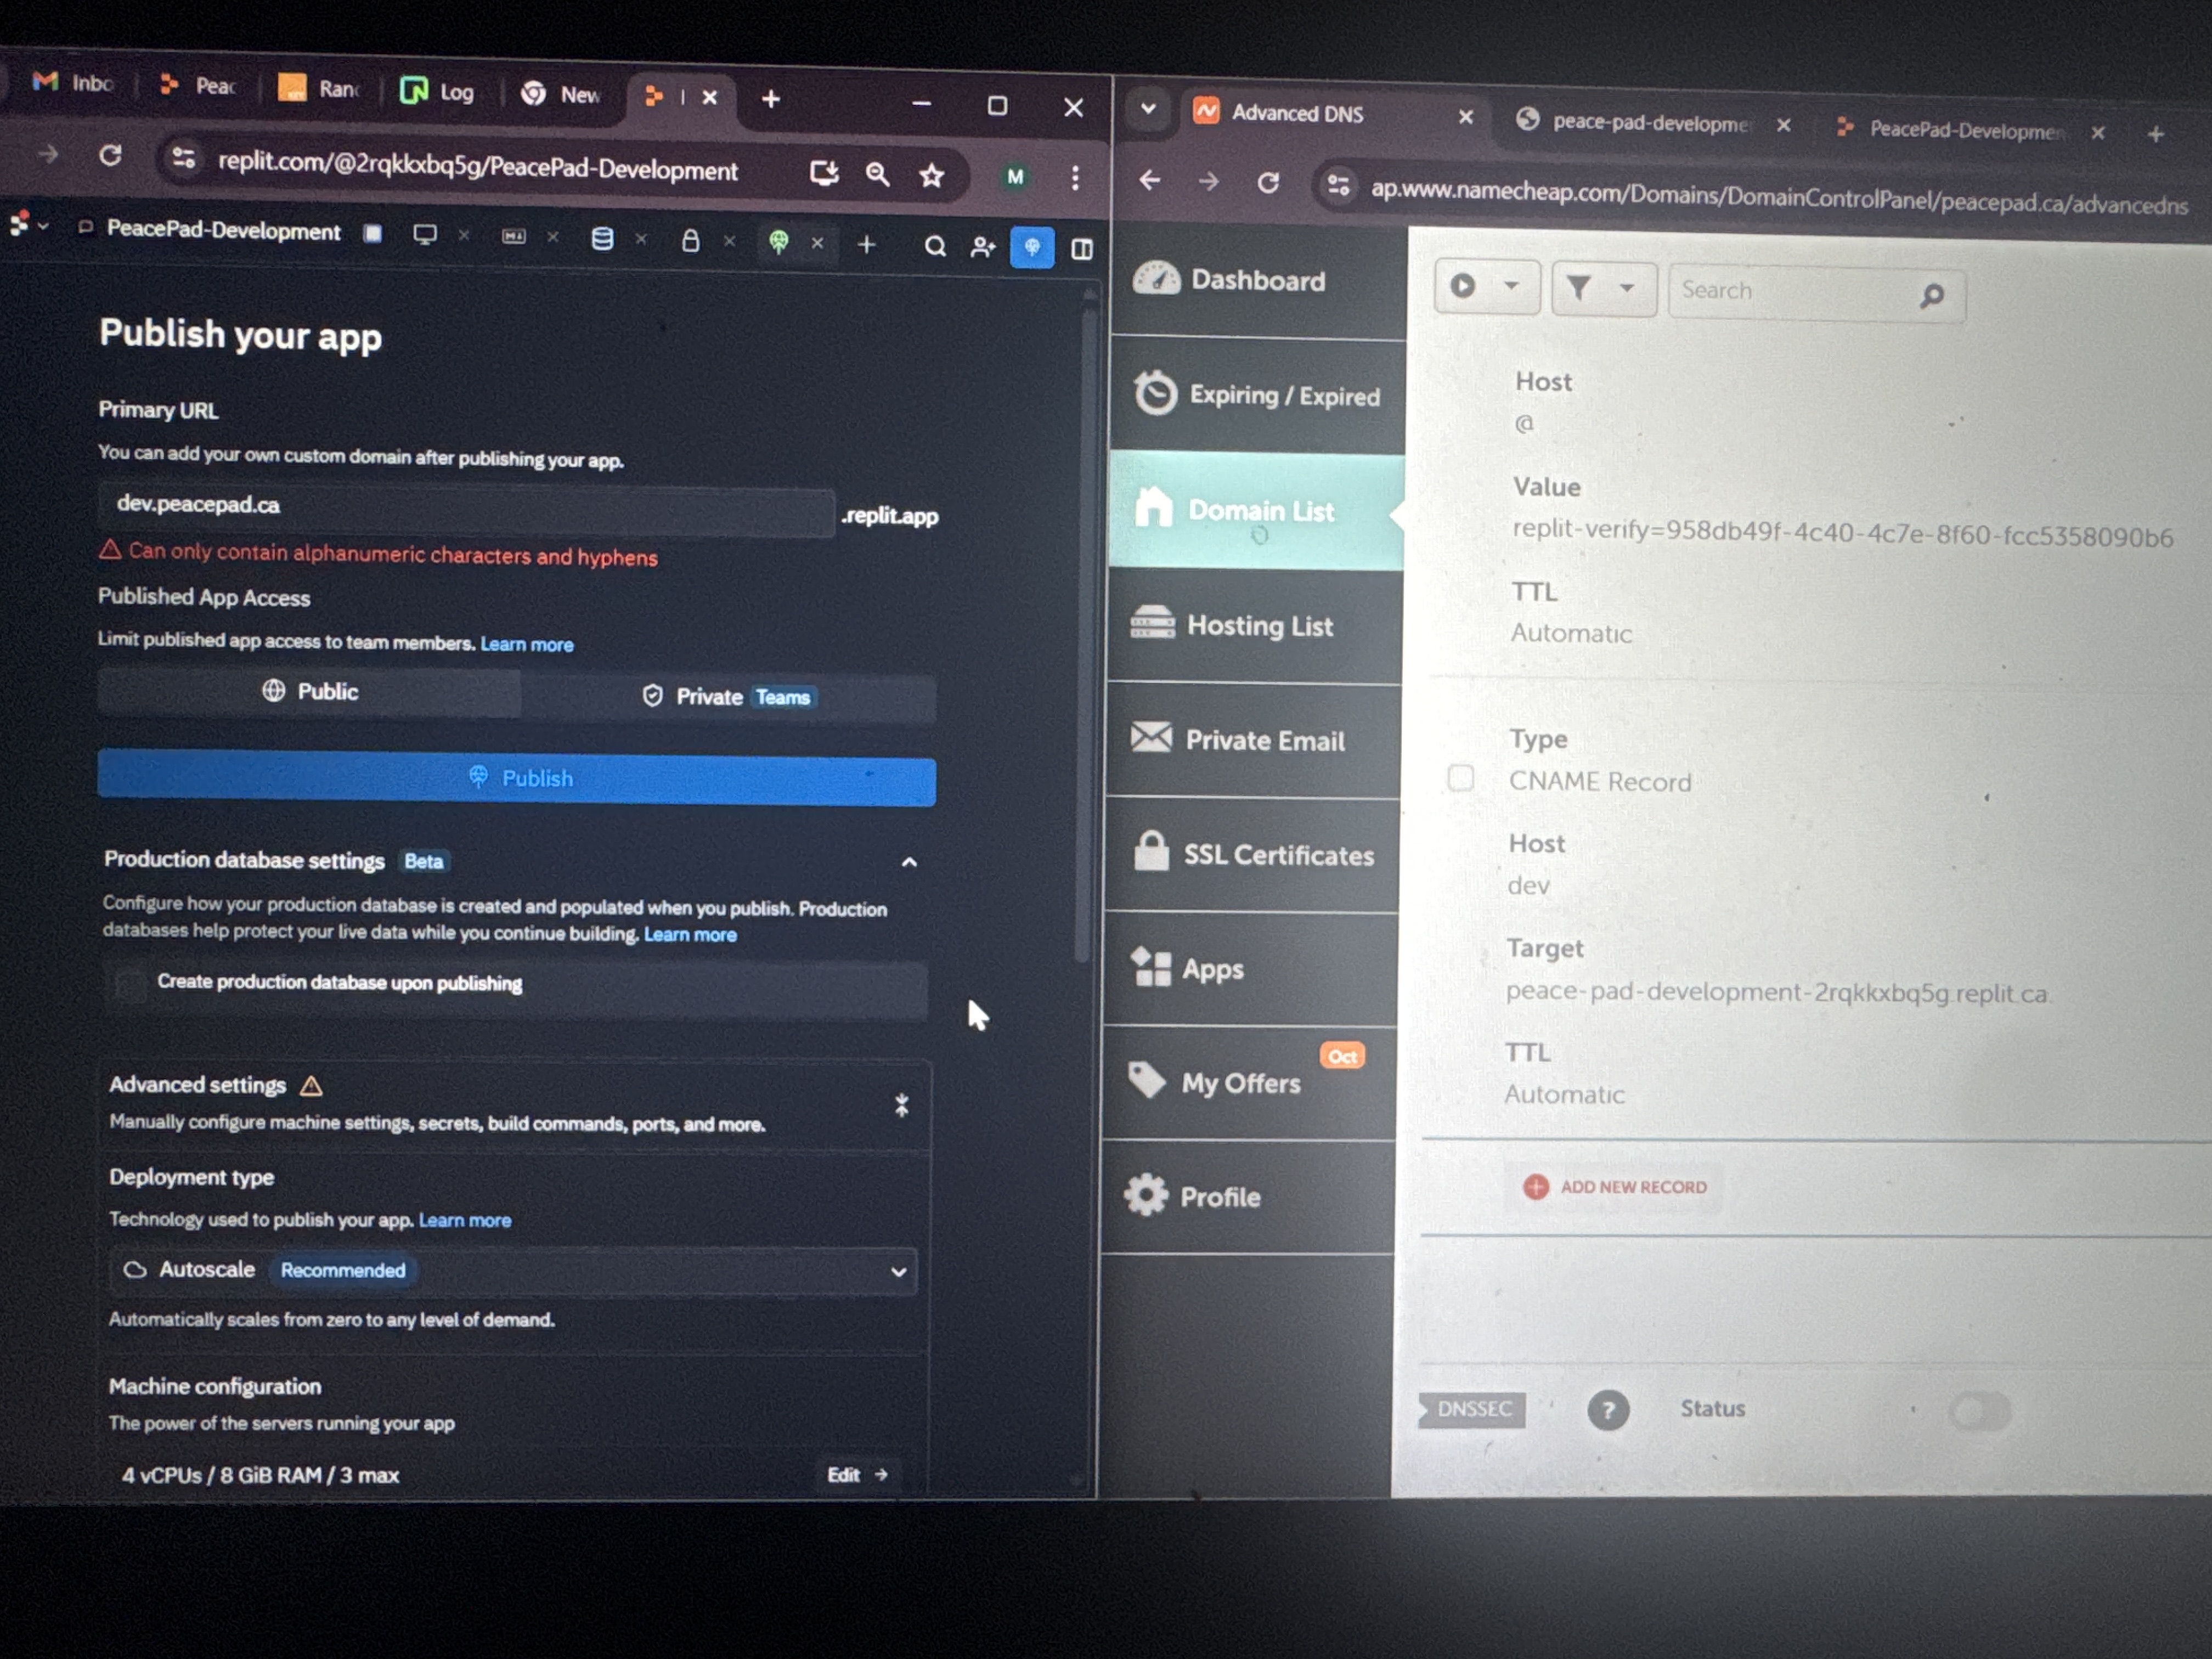 Inbo
Peac
Ran
Log
New
replit.com/@2rqkkxbq5g/PeacePad-Development
M
PeacePad-Development
Publish your app
Primary URL
You can add your own custom domain after publishing your app.
dev.peacepad.ca
.replit.app
Can only contain alphanumeric characters and hyphens
Published App Access
Limit published app access to team members. Learn more
Public
Private Teams
Publish
Production database settings Beta
Configure how your production database is created and populated when you publish. Production
databases help protect your live data while you continue building. Learn more
Create production database upon publishing
Advanced settings
Manually configure machine settings, secrets, build commands, ports, and more.
Deployment type
Technology used to publish your app. Learn more
Autoscale Recommended
Automatically scales from zero to any level of demand.
Machine configuration
The power of the servers running your app
4 vCPUs / 8 GiB RAM / 3 max
Edit
Advanced DNS
peace-pad-developme
PeacePad-Developmen
ap.www.namecheap.com/Domains/DomainControlPanel/peacepad.ca/advancedns
Dashboard
Expiring / Expired
Domain List
Hosting List
Private Email
SSL Certificates
Apps
Oct
My Offers
Profile
Search
Host
@
Value
replit-verify=958db49f-4c40-4c7e-8f60-fcc5358090b6
TTL
Automatic
Type
CNAME Record
Host
dev
Target
peace-pad-development-2rqkkxbq5g.replit.ca.
TTL
Automatic
ADD NEW RECORD
DNSSEC
?
Status